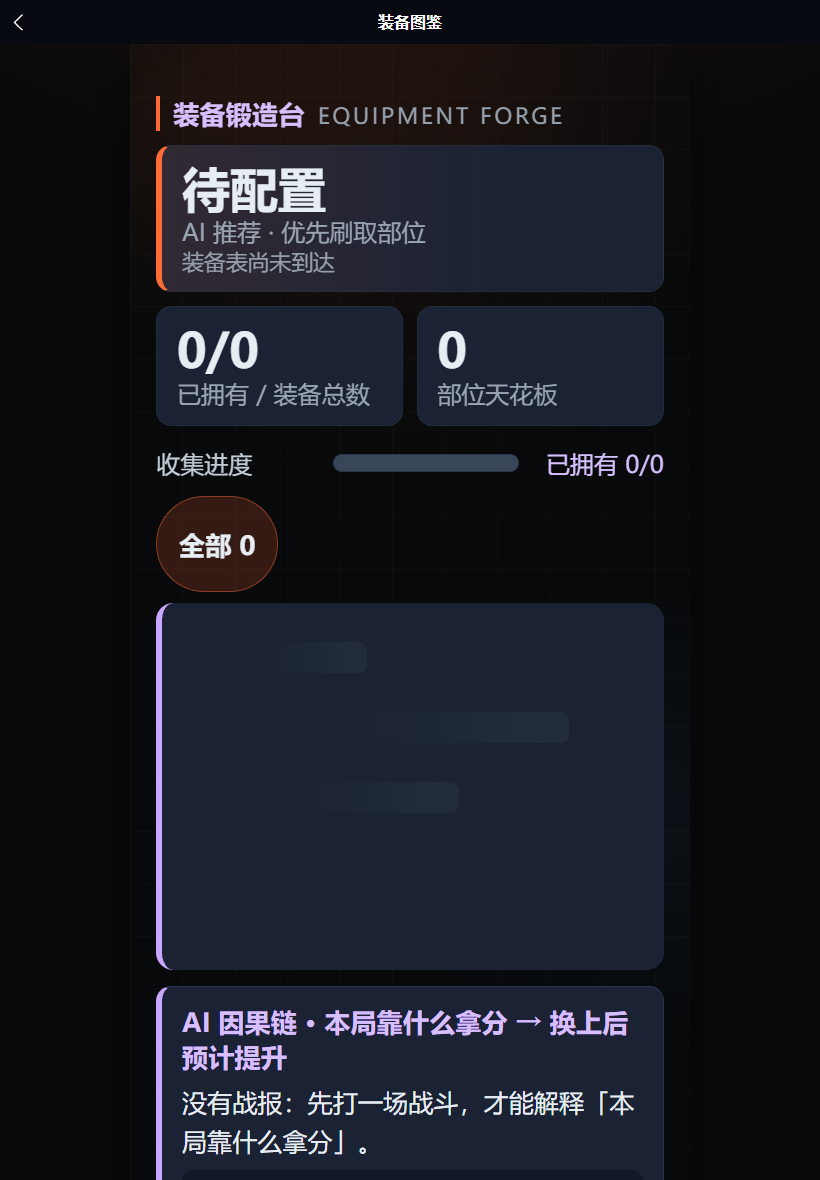 装备图鉴
装备锻造台 EQUIPMENT FORGE
待配置
AI 推荐 · 优先刷取部位
装备表尚未到达
0/0
已拥有 / 装备总数
0
部位天花板
收集进度
已拥有 0/0
全部 0
AI 因果链 · 本局靠什么拿分 → 换上后
预计提升
没有战报：先打一场战斗，才能解释「本
局靠什么拿分」。